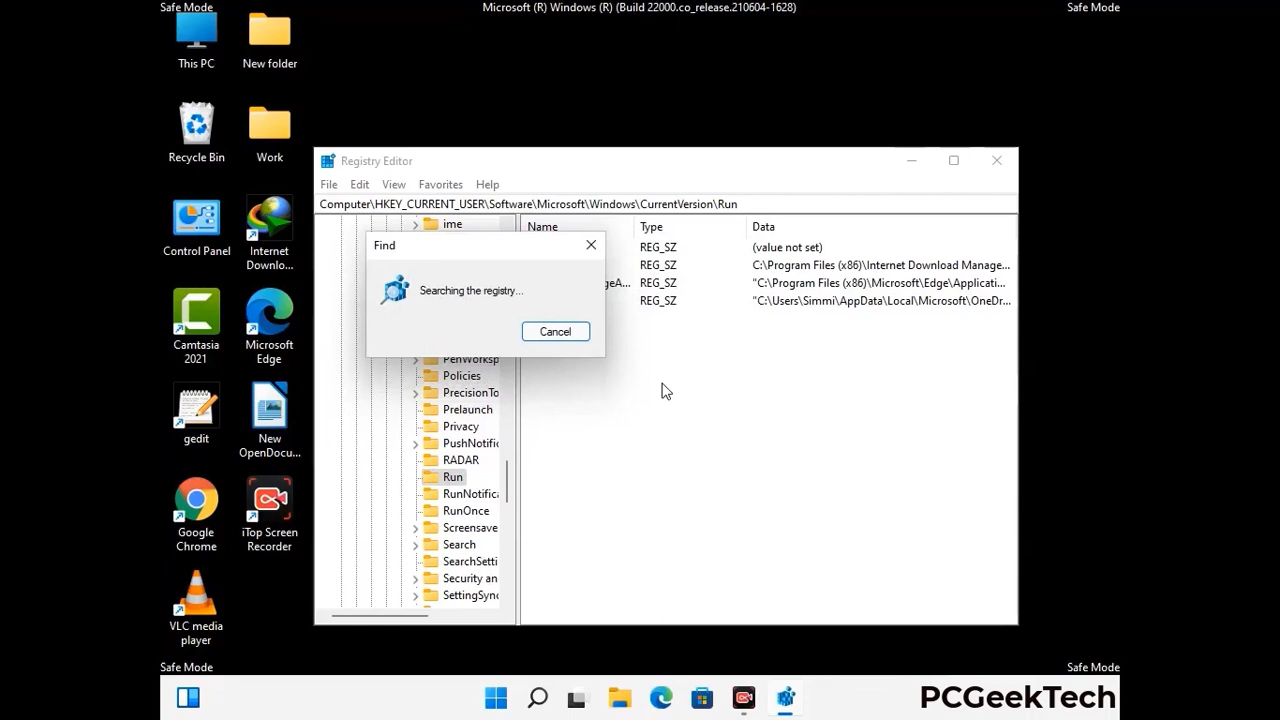 Safe Mode
Microsoft (R) Windows (R) (Build 22000.co_release.210604-1628)
Safe Mode
This PC
New folder
Recycle Bin
Work
Control Panel
Internet
Downlo...
Camtasia
2021
Microsoft
Edge
gedit
New
OpenDocu...
Google
Chrome
iTop Screen
Recorder
VLC media
player
Registry Editor
File Edit View Favorites Help
Computer\HKEY_CURRENT_USER\Software\Microsoft\Windows\CurrentVersion\Run
ime
Policies
PrecisionTo
Prelaunch
Privacy
PushNotific
RADAR
Run
RunNotifica
RunOnce
Screensave
Search
SearchSetti
Security an
SettingSync
Name Type Data
REG_SZ (value not set)
REG_SZ C:\Program Files (x86)\Internet Download Manage...
geA... REG_SZ "C:\Program Files (x86)\Microsoft\Edge\Applicati...
REG_SZ "C:\Users\Simmi\AppData\Local\Microsoft\OneDr...
Find
Searching the registry...
Cancel
Safe Mode
Safe Mode
PCGeekTech